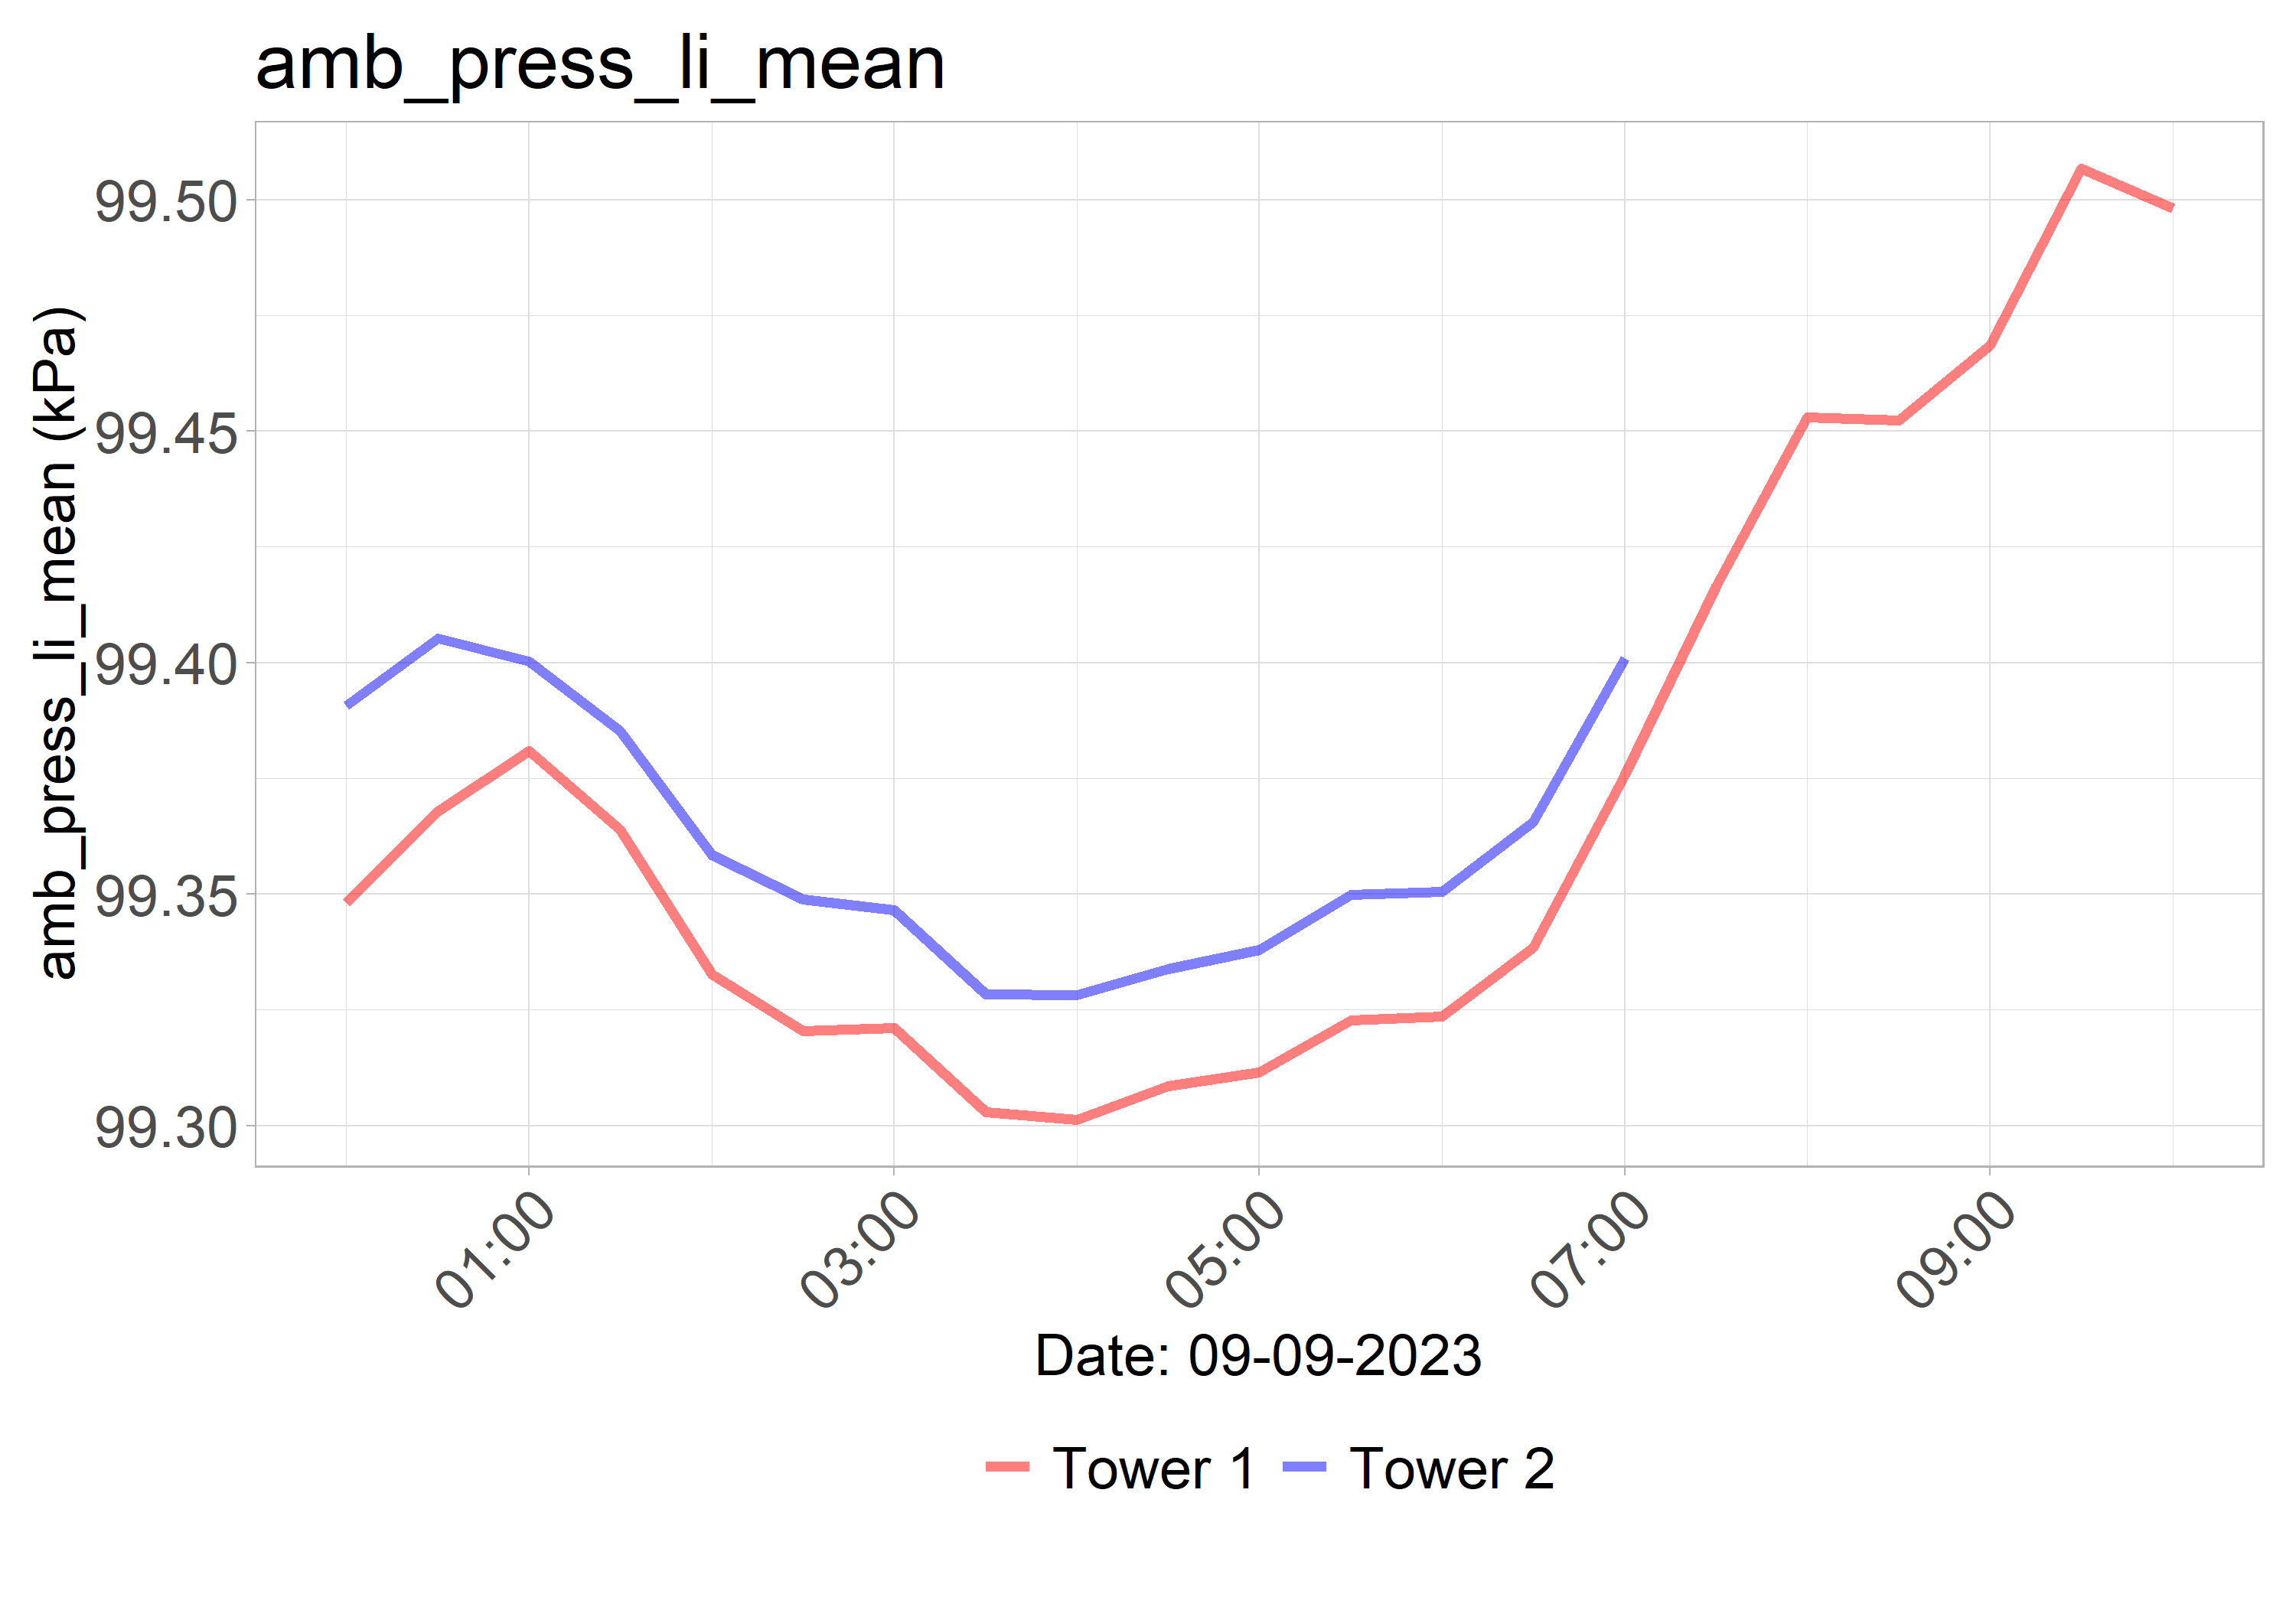 amb_press_li_mean
amb_press_li_mean (kPa)
99.50
99.45
99.40
99.35
99.30
01:00
03:00
05:00
07:00
09:00
Date: 09-09-2023
Tower 1
Tower 2